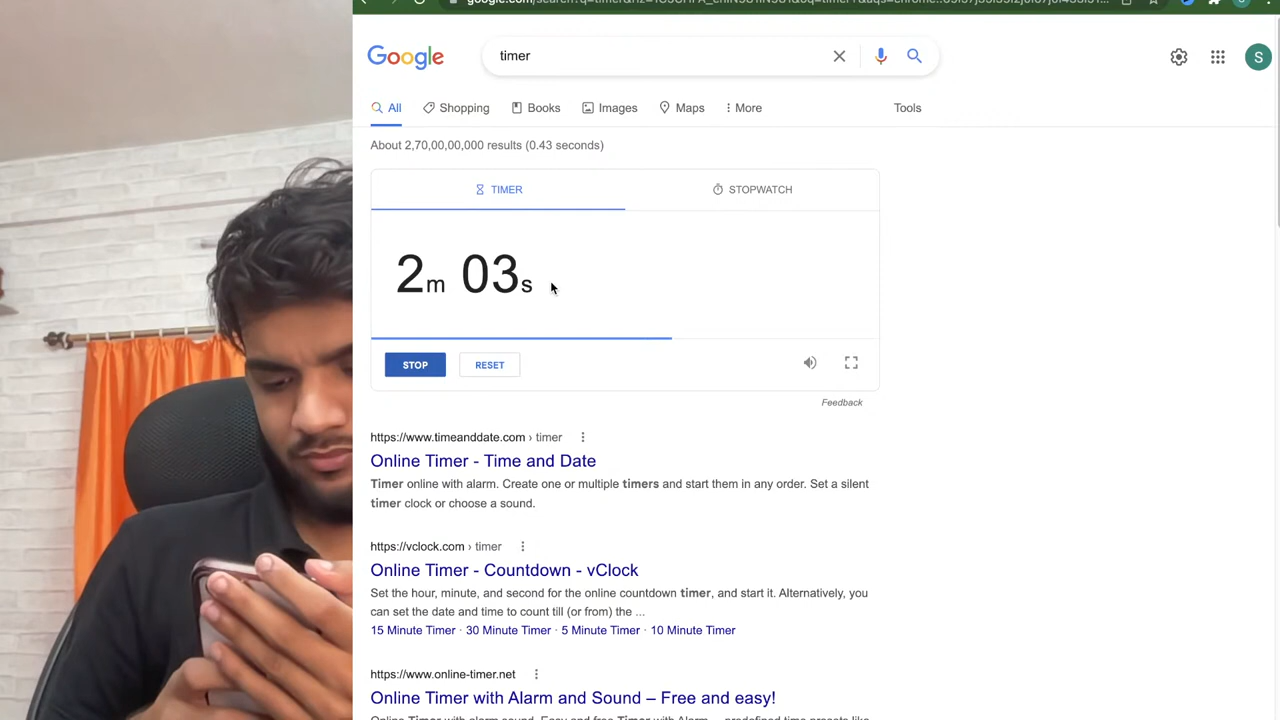 Google
timer
S
All
Shopping
Books
Images
Maps
More
Tools
About 2,70,00,00,000 results (0.43 seconds)
TIMER
STOPWATCH
2m 03s
STOP
RESET
Feedback
https://www.timeanddate.com › timer
Online Timer - Time and Date
Timer online with alarm. Create one or multiple timers and start them in any order. Set a silent
timer clock or choose a sound.
https://vclock.com › timer
Online Timer - Countdown - vClock
Set the hour, minute, and second for the online countdown timer, and start it. Alternatively, you
can set the date and time to count till (or from) the ...
15 Minute Timer · 30 Minute Timer · 5 Minute Timer · 10 Minute Timer
https://www.online-timer.net
Online Timer with Alarm and Sound – Free and easy!